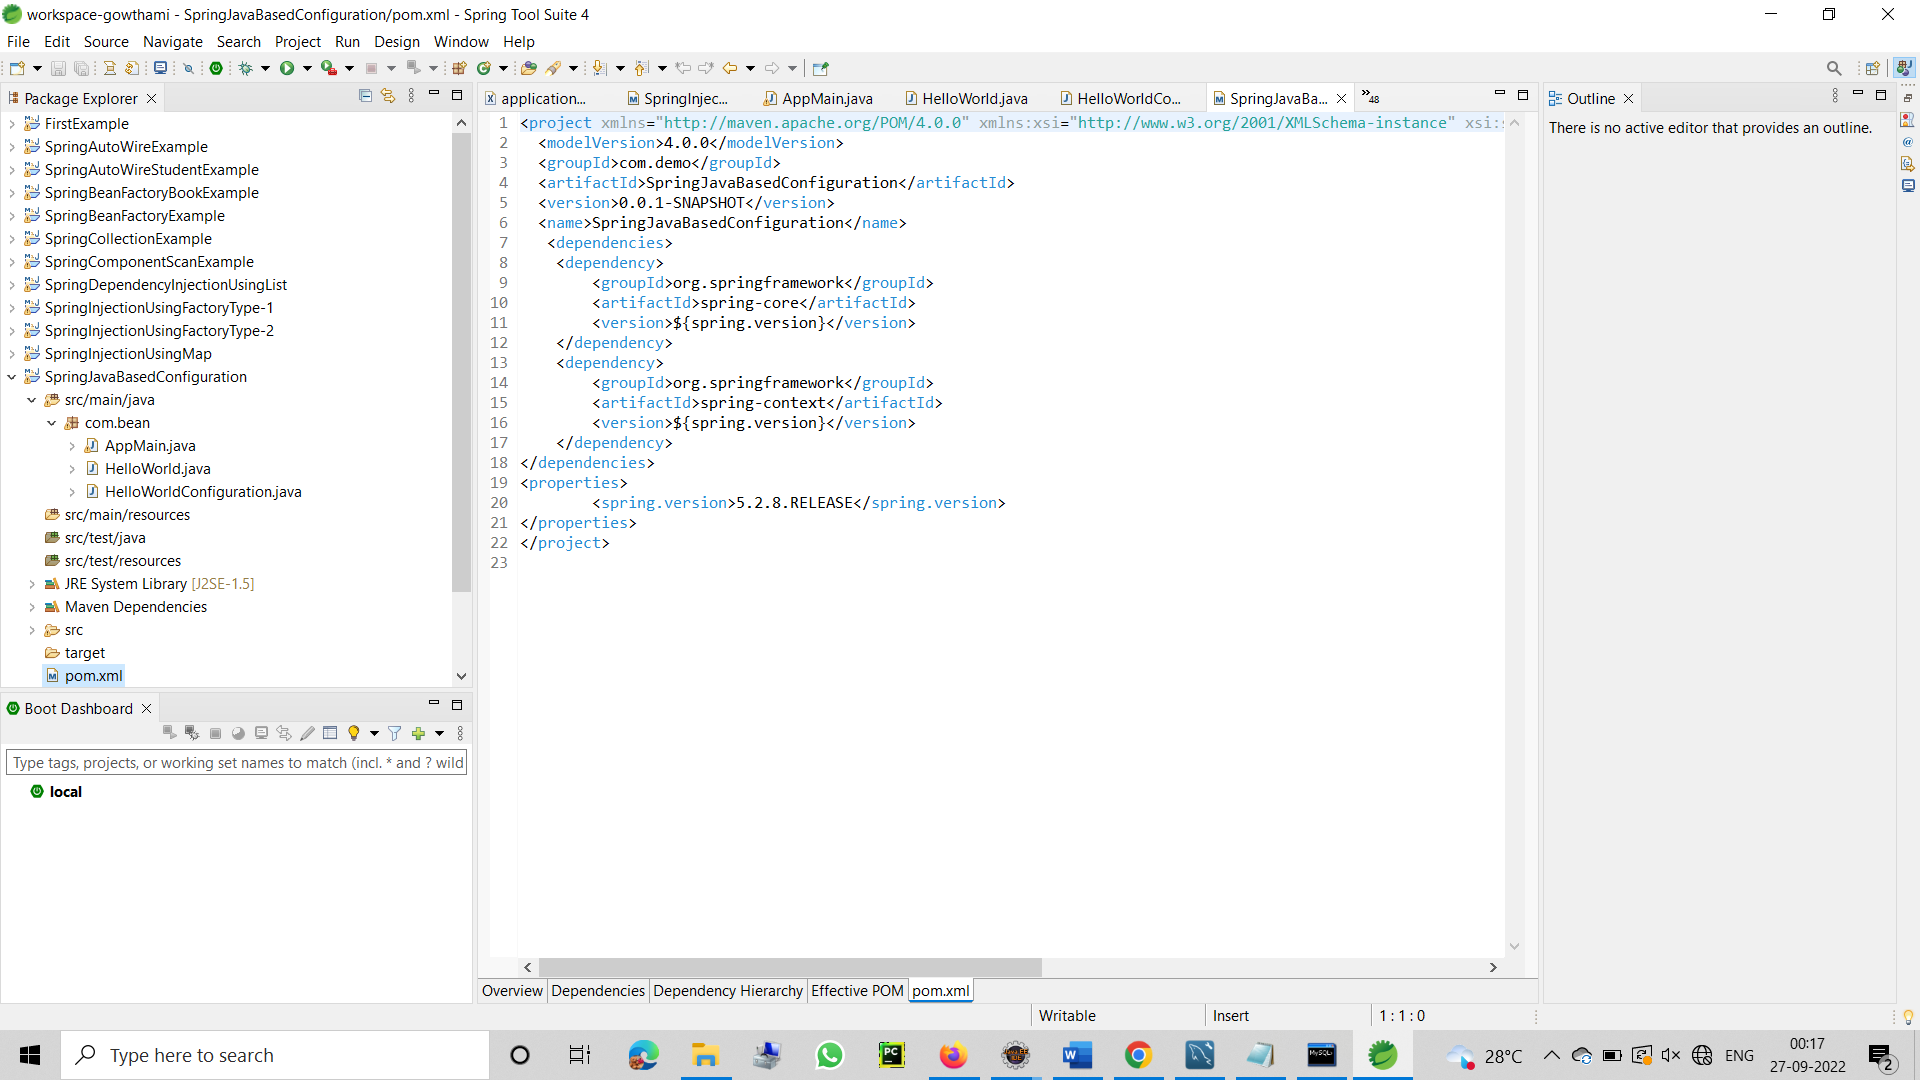 workspace-gowthami - SpringJavaBasedConfiguration/pom.xml - Spring Tool Suite 4
File Edit Source Navigate Search Project Run Design Window Help
Package Explorer
FirstExample
SpringAutoWireExample
SpringAutoWireStudentExample
SpringBeanFactoryBookExample
SpringBeanFactoryExample
SpringCollectionExample
SpringComponentScanExample
SpringDependencyInjectionUsingList
SpringInjectionUsingFactoryType-1
SpringInjectionUsingFactoryType-2
SpringInjectionUsingMap
SpringJavaBasedConfiguration
src/main/java
com.bean
AppMain.java
HelloWorld.java
HelloWorldConfiguration.java
src/main/resources
src/test/java
src/test/resources
JRE System Library [J2SE-1.5]
Maven Dependencies
src
target
pom.xml
Boot Dashboard
Type tags, projects, or working set names to match (incl. * and ? wild
local
application... SpringInjec... AppMain.java HelloWorld.java HelloWorldCo... SpringJavaBa... »48
1 <project xmlns="http://maven.apache.org/POM/4.0.0" xmlns:xsi="http://www.w3.org/2001/XMLSchema-instance" xsi:s
2 <modelVersion>4.0.0</modelVersion>
3 <groupId>com.demo</groupId>
4 <artifactId>SpringJavaBasedConfiguration</artifactId>
5 <version>0.0.1-SNAPSHOT</version>
6 <name>SpringJavaBasedConfiguration</name>
7 <dependencies>
8 <dependency>
9 <groupId>org.springframework</groupId>
10 <artifactId>spring-core</artifactId>
11 <version>${spring.version}</version>
12 </dependency>
13 <dependency>
14 <groupId>org.springframework</groupId>
15 <artifactId>spring-context</artifactId>
16 <version>${spring.version}</version>
17 </dependency>
18 </dependencies>
19 <properties>
20 <spring.version>5.2.8.RELEASE</spring.version>
21 </properties>
22 </project>
23
Overview Dependencies Dependency Hierarchy Effective POM pom.xml
Outline
There is no active editor that provides an outline.
Writable Insert 1 : 1 : 0
Type here to search
28°C ENG
00:17
27-09-2022
2